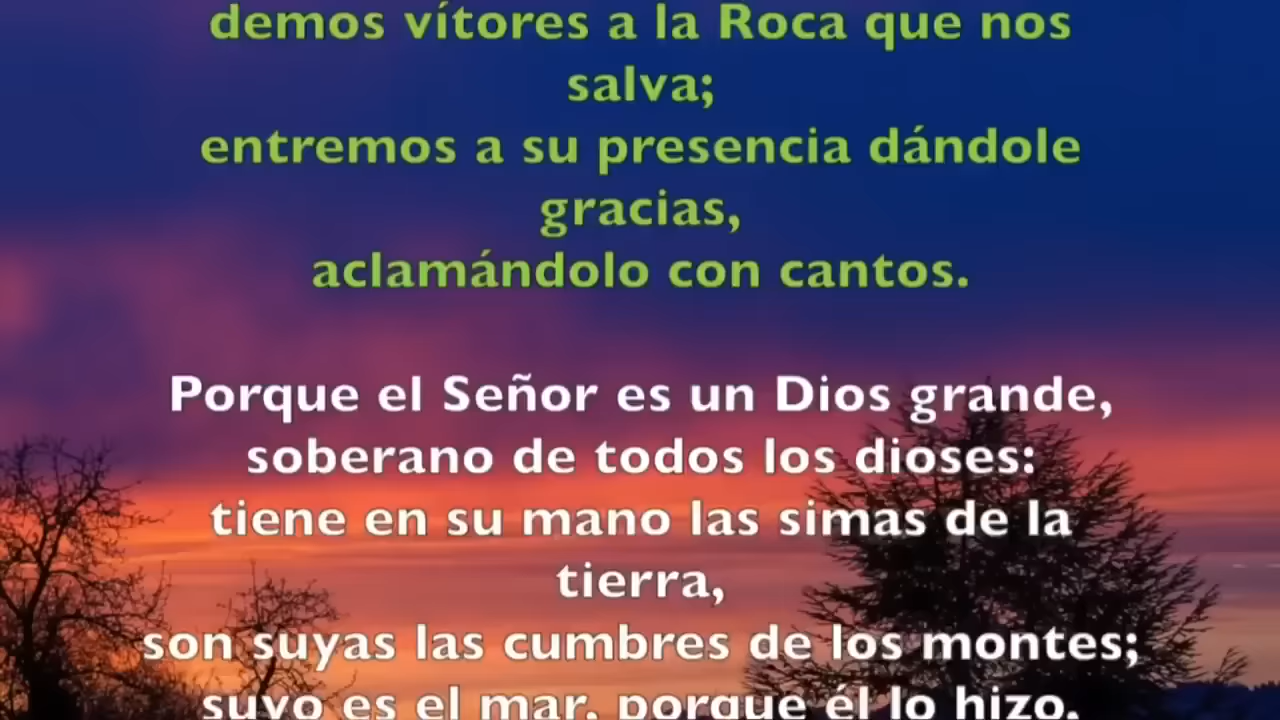 demos vítores a la Roca que nos
salva;
entremos a su presencia dándole
gracias,
aclamándolo con cantos.
Porque el Señor es un Dios grande,
soberano de todos los dioses:
tiene en su mano las simas de la
tierra,
son suyas las cumbres de los montes;
suyo es el mar, porque él lo hizo,